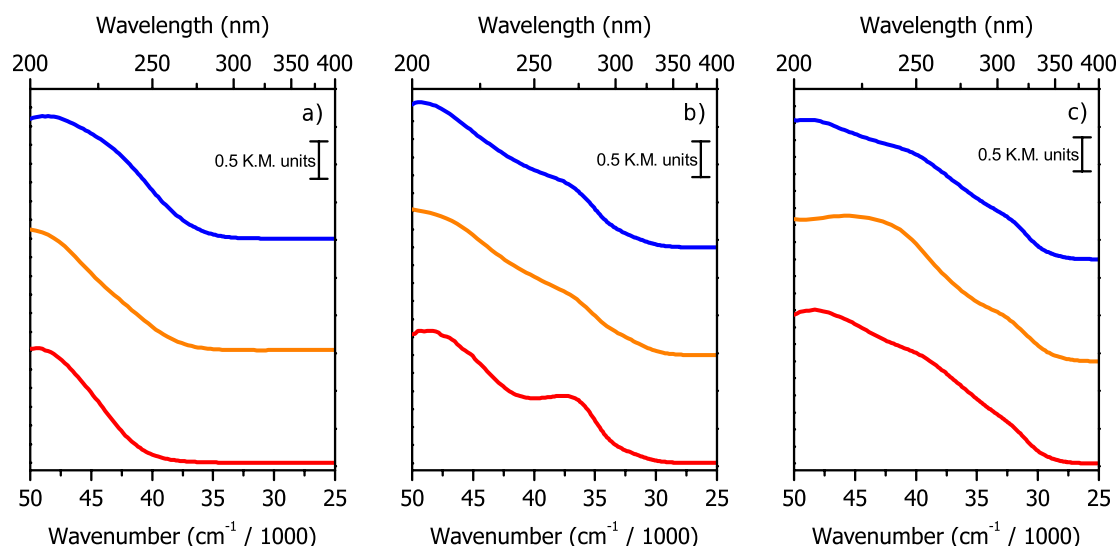 Wavelength (nm) Wavelength (nm) Wavelength (nm)
200 250 300 350 400 200 250 300 350 400 200 250 300 350 400
a) b) c)
0.5 K.M. units 0.5 K.M. units 0.5 K.M. units
50 45 40 35 30 25 50 45 40 35 30 25 50 45 40 35 30 25
Wavenumber (cm⁻¹ / 1000) Wavenumber (cm⁻¹ / 1000) Wavenumber (cm⁻¹ / 1000)